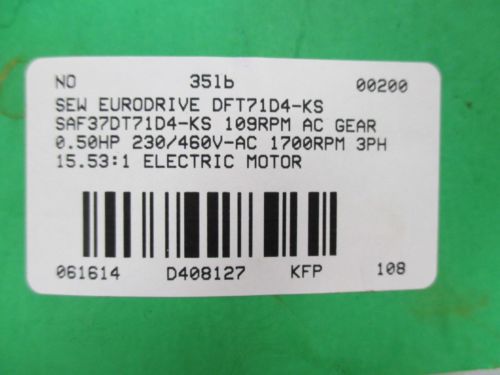 NO 35lb 00200
SEW EURODRIVE DFT71D4-KS
SAF37DT71D4-KS 109RPM AC GEAR
0.50HP 230/460V-AC 1700RPM 3PH
15.53:1 ELECTRIC MOTOR
061614 D408127 KFP 108